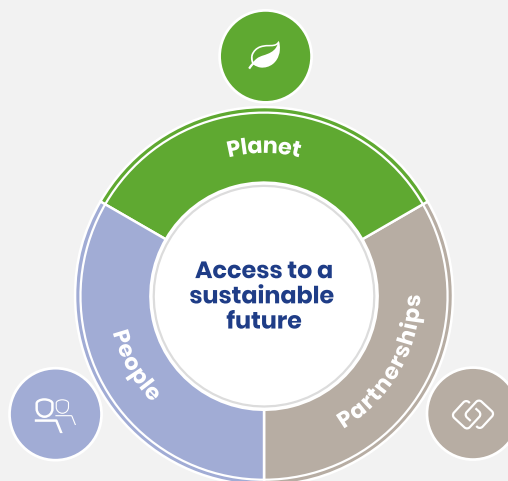 Planet
Access to a
sustainable
future
People
Partnerships